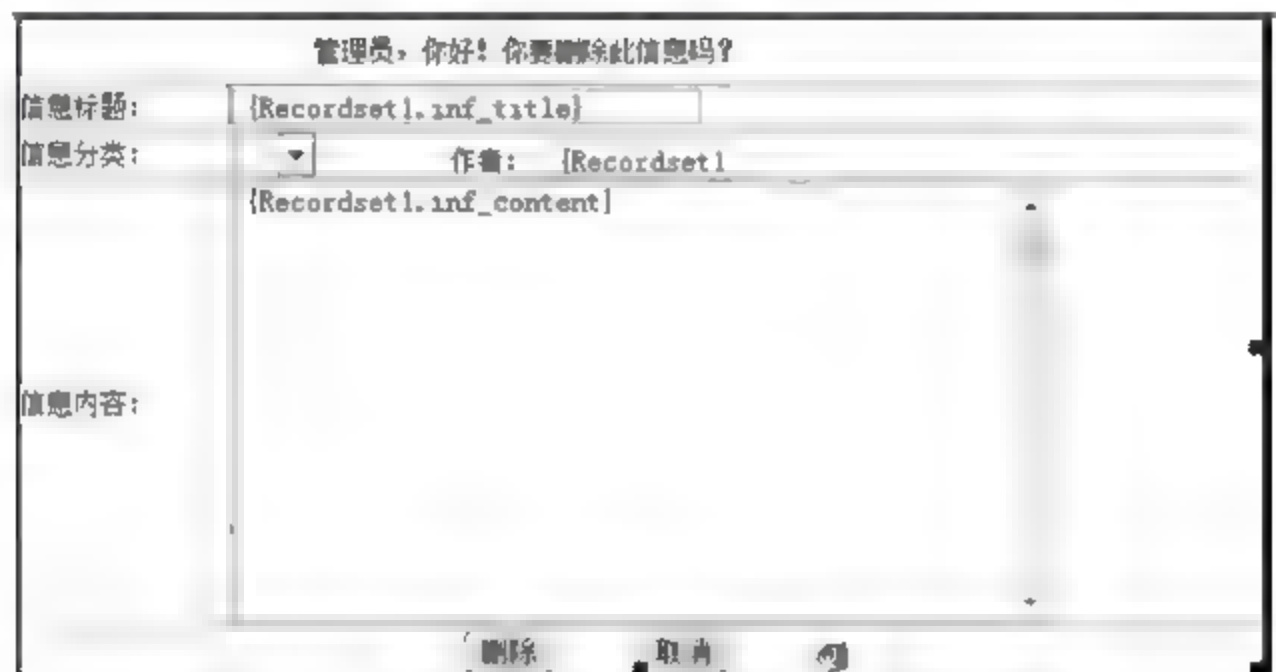 管理员，你好！你要删除此信息吗？
信息标题： {Recordset1.inf_title}
信息分类： 作者： {Recordset1
{Recordset1.inf_content}
信息内容：
删除 取消